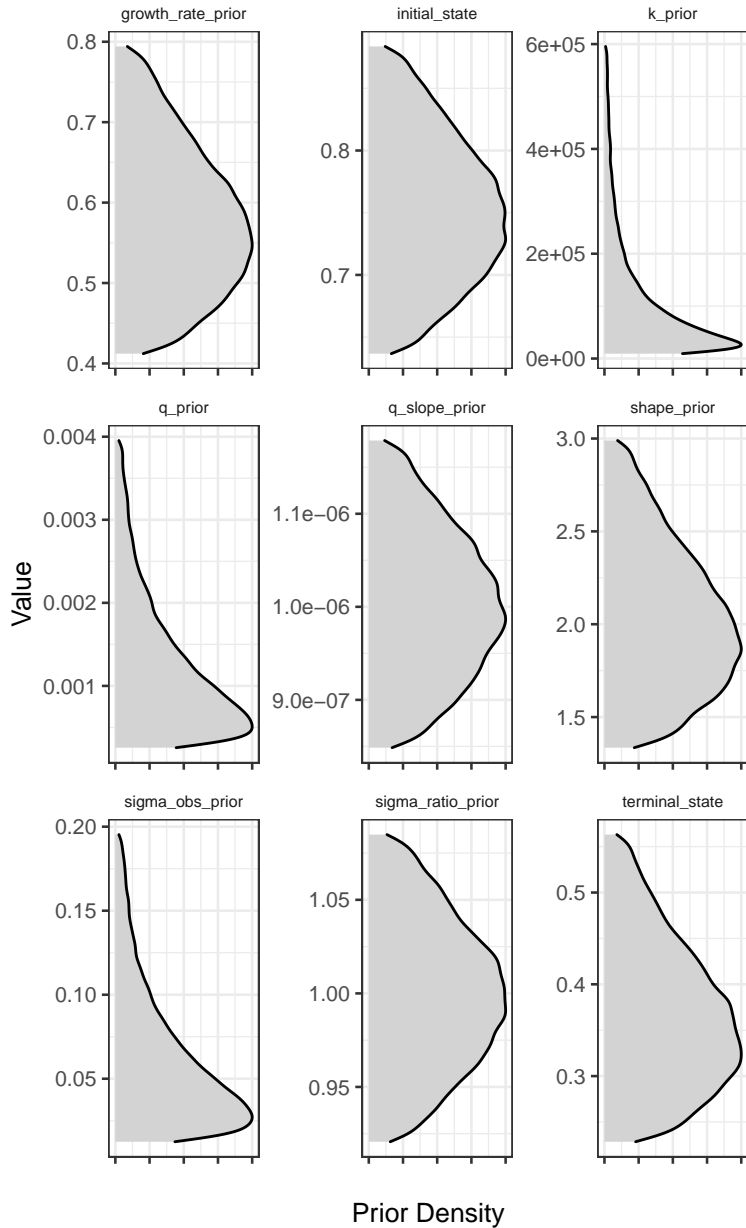 growth_rate_prior
initial_state
k_prior
0.8
0.7
0.6
0.5
0.4
0.8
0.7
6e+05
4e+05
2e+05
0e+00
q_prior
q_slope_prior
shape_prior
0.004
0.003
0.002
0.001
1.1e−06
1.0e−06
9.0e−07
3.0
2.5
2.0
1.5
sigma_obs_prior
sigma_ratio_prior
terminal_state
0.20
0.15
0.10
0.05
1.05
1.00
0.95
0.5
0.4
0.3
Value
Prior Density